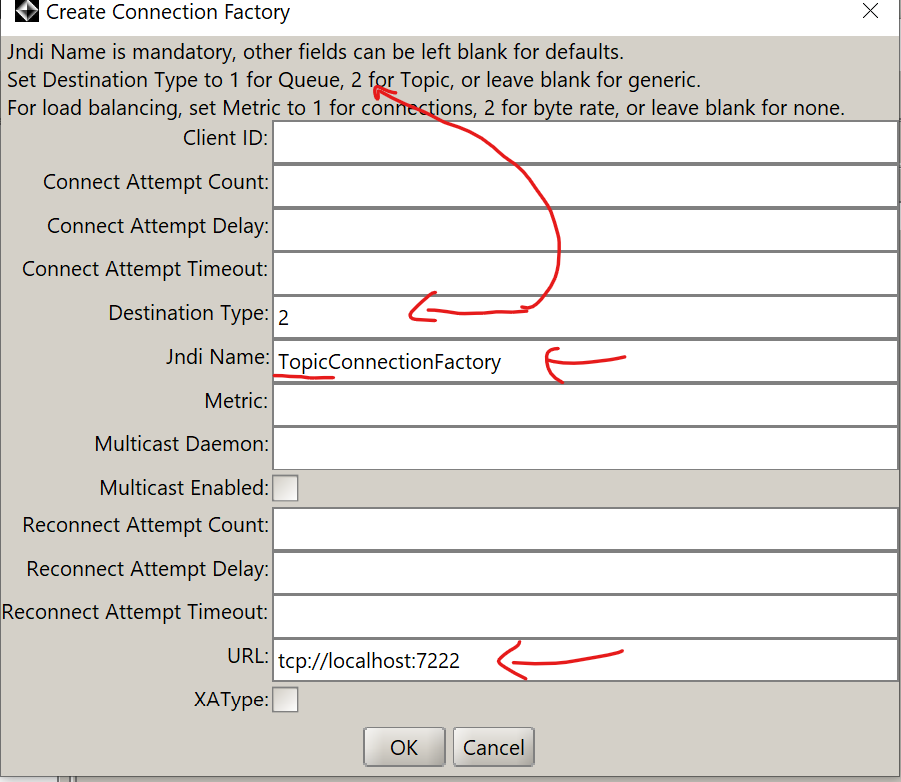 Create Connection Factory
Jndi Name is mandatory, other fields can be left blank for defaults.
Set Destination Type to 1 for Queue, 2 for Topic, or leave blank for generic.
For load balancing, set Metric to 1 for connections, 2 for byte rate, or leave blank for none.
Client ID:
Connect Attempt Count:
Connect Attempt Delay:
Connect Attempt Timeout:
Destination Type: 2
Jndi Name: TopicConnectionFactory
Metric:
Multicast Daemon:
Multicast Enabled:
Reconnect Attempt Count:
Reconnect Attempt Delay:
Reconnect Attempt Timeout:
URL: tcp://localhost:7222
XAType:
OK Cancel